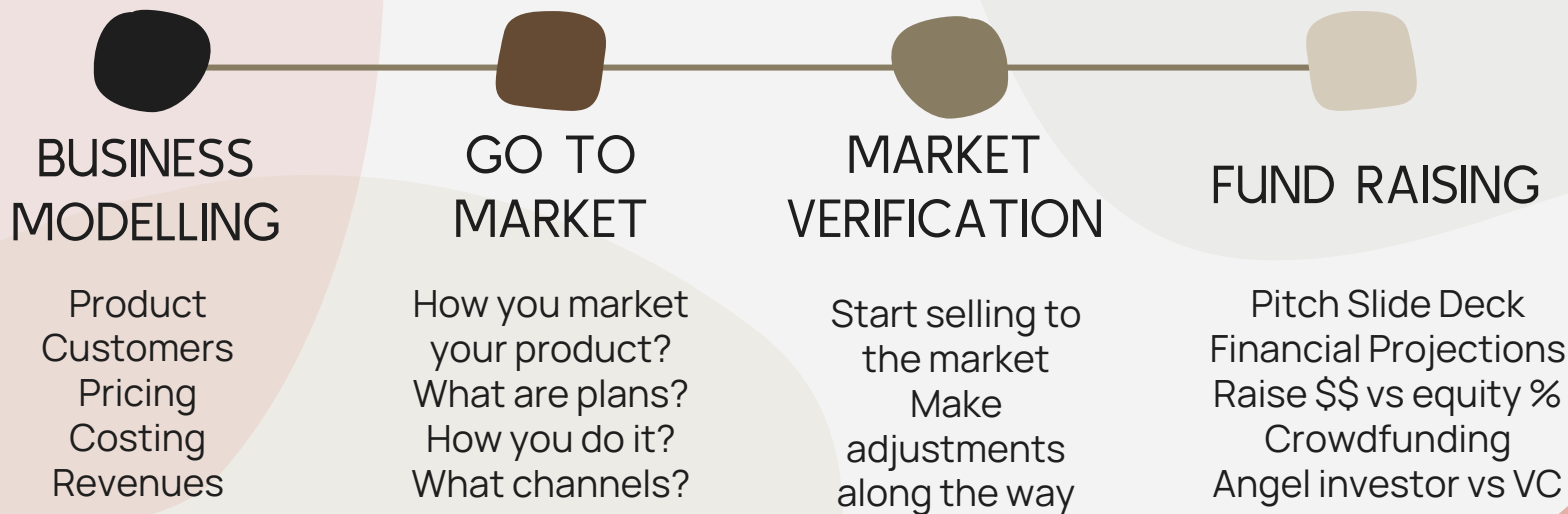 BUSINESS
MODELLING
Product
Customers
Pricing
Costing
Revenues
GO TO
MARKET
How you market
your product?
What are plans?
How you do it?
What channels?
MARKET
VERIFICATION
Start selling to
the market
Make
adjustments
along the way
FUND RAISING
Pitch Slide Deck
Financial Projections
Raise $$ vs equity %
Crowdfunding
Angel investor vs VC